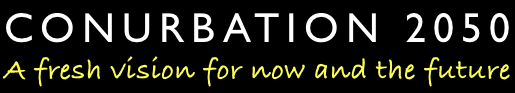 CONURBATION 2050
A fresh vision for now and the future